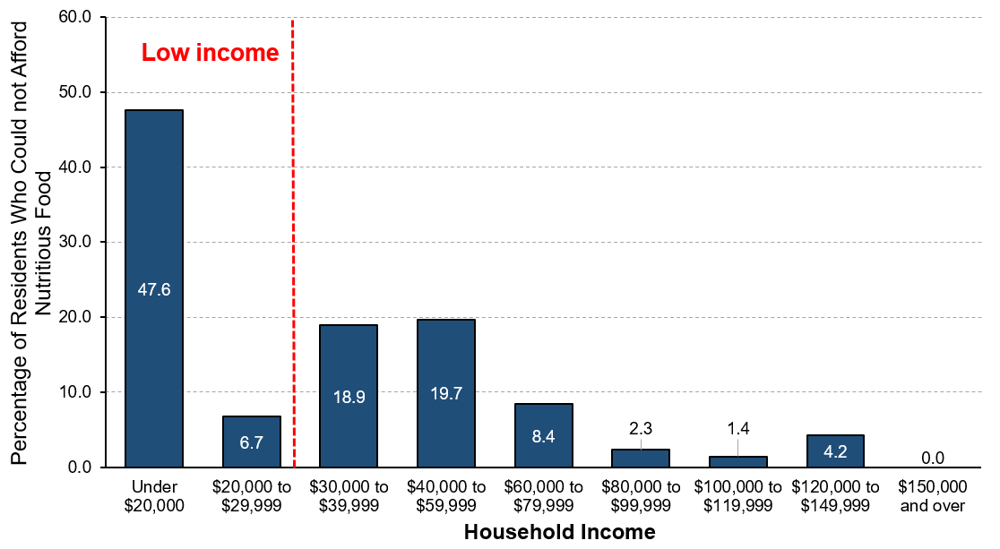 Percentage of Residents Who Could not Afford
Nutritious Food
60.0
50.0
40.0
30.0
20.0
10.0
0.0
Low income
47.6
6.7
18.9
19.7
8.4
2.3
1.4
4.2
0.0
Under
$20,000
$20,000 to
$29,999
$30,000 to
$39,999
$40,000 to
$59,999
$60,000 to
$79,999
$80,000 to
$99,999
$100,000 to
$119,999
$120,000 to
$149,999
$150,000
and over
Household Income